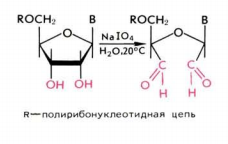 ROCH₂ O B NaIO₄ ROCH₂ O B
H₂O, 20°C
OH OH O C C O
H H
R—полирибонуклеотидная цепь